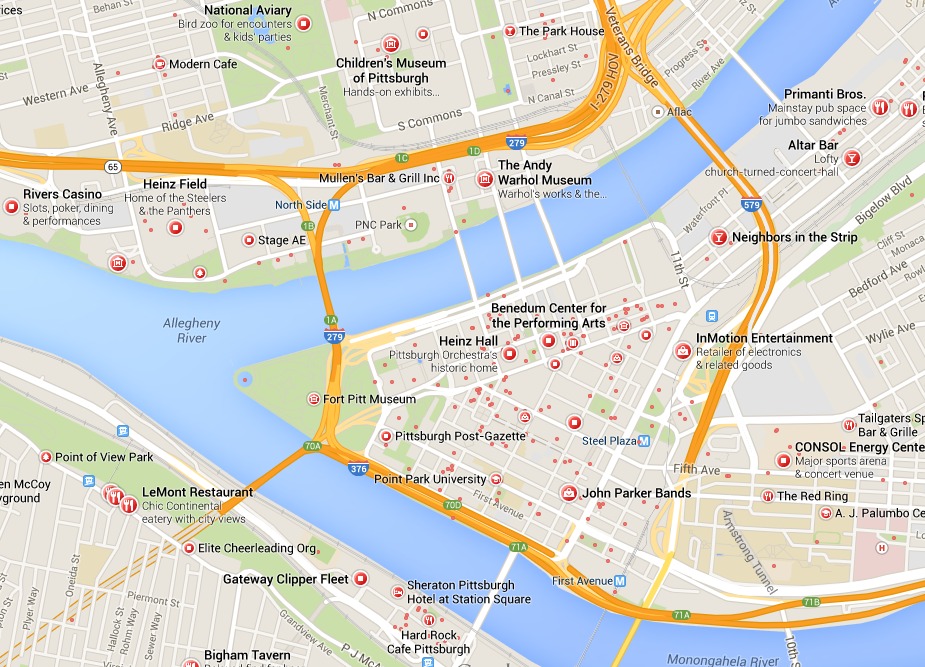 National Aviary
Bird zoo for encounters
& kids' parties
N Commons
The Park House
Lockhart St
Pressley St
N Canal St
Veterans Bridge
I-279 HOV
Progress St
River Ave
Modern Cafe
Children's Museum
of Pittsburgh
Hands-on exhibits...
Allegheny Ave
Western Ave
Ridge Ave
Merchant St
S Commons
Aflac
Primanti Bros.
Mainstay pub space
for jumbo sandwiches
Altar Bar
Lofty
church-turned-concert-hall
279
1C
1D
65
Mullen's Bar & Grill Inc
The Andy
Warhol Museum
Warhol's works & the...
Rivers Casino
Slots, poker, dining
& performances
Heinz Field
Home of the Steelers
& the Panthers
North Side M
1B
PNC Park
Stage AE
579
Waterfront Pl
11th St
Bigelow Blvd
Neighbors in the Strip
Cliff St
Monaca
Bedford Ave
Wylie Ave
Allegheny
River
1A
279
Benedum Center for
the Performing Arts
Heinz Hall
Pittsburgh Orchestra's
historic home
InMotion Entertainment
Retailer of electronics
& related goods
Fort Pitt Museum
Pittsburgh Post-Gazette
Steel Plaza M
Tailgaters Sp
Bar & Grille
CONSOL Energy Cente
Major sports arena
& concert venue
70A
376
Point of View Park
en McCoy
yground
LeMont Restaurant
Chic Continental
eatery with city views
Point Park University
First Avenue
70D
Fifth Ave
John Parker Bands
The Red Ring
A. J. Palumbo Ce
Armstrong Tunnel
H
Elite Cheerleading Org
71A
Gateway Clipper Fleet
Sheraton Pittsburgh
Hotel at Station Square
First Avenue M
71A
71B
Oneida St
Plyer Way
Piermont St
Hallock St
Rohm Way
Sewer Way
Grandview Ave
P J McA
Hard Rock
Cafe Pittsburgh
Bigham Tavern
10th St
Monongahela River